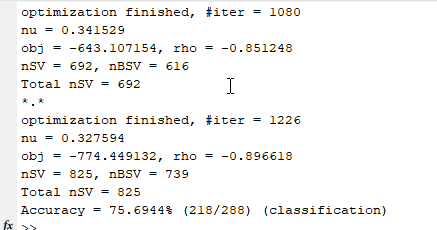 optimization finished, #iter = 1080
nu = 0.341529
obj = -643.107154, rho = -0.851248
nSV = 692, nBSV = 616
Total nSV = 692
*.*
optimization finished, #iter = 1226
nu = 0.327594
obj = -774.449132, rho = -0.896618
nSV = 825, nBSV = 739
Total nSV = 825
Accuracy = 75.6944% (218/288) (classification)
fx >>